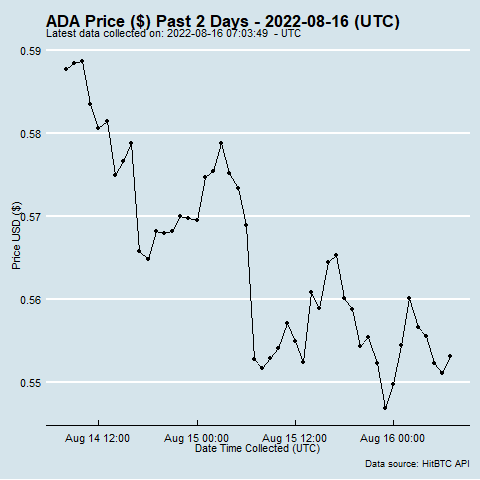 ADA Price ($) Past 2 Days - 2022-08-16 (UTC)
Latest data collected on: 2022-08-16 07:03:49 - UTC
0.59
0.58
0.57
0.56
0.55
Price USD ($)
Aug 14 12:00 Aug 15 00:00 Aug 15 12:00 Aug 16 00:00
Date Time Collected (UTC)
Data source: HitBTC API